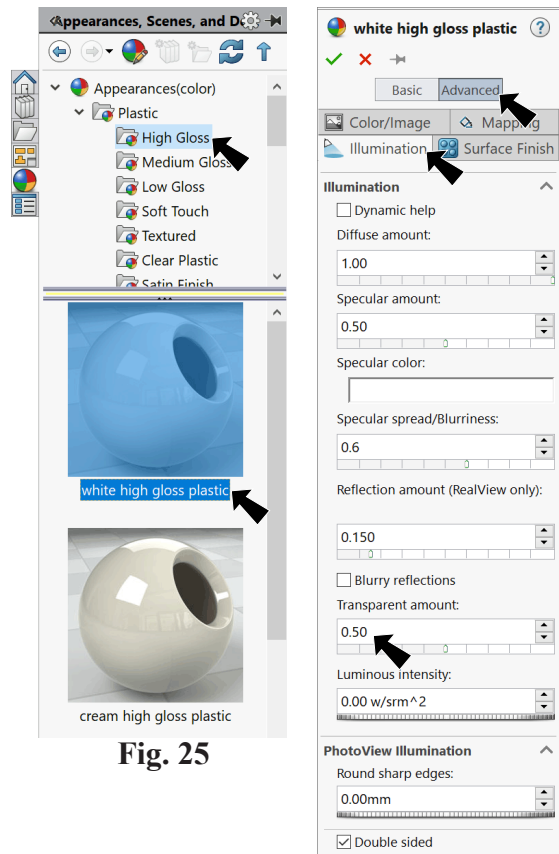 Appearances, Scenes, and De
Appearances(color)
Plastic
High Gloss
Medium Gloss
Low Gloss
Soft Touch
Textured
Clear Plastic
Satin Finish
white high gloss plastic
cream high gloss plastic
Fig. 25
white high gloss plastic
?
Basic Advanced
Color/Image Mapping
Illumination Surface Finish
Illumination
Dynamic help
Diffuse amount:
1.00
Specular amount:
0.50
Specular color:
Specular spread/Blurriness:
0.6
Reflection amount (RealView only):
0.150
Blurry reflections
Transparent amount:
0.50
Luminous intensity:
0.00 w/srm^2
PhotoView Illumination
Round sharp edges:
0.00mm
Double sided